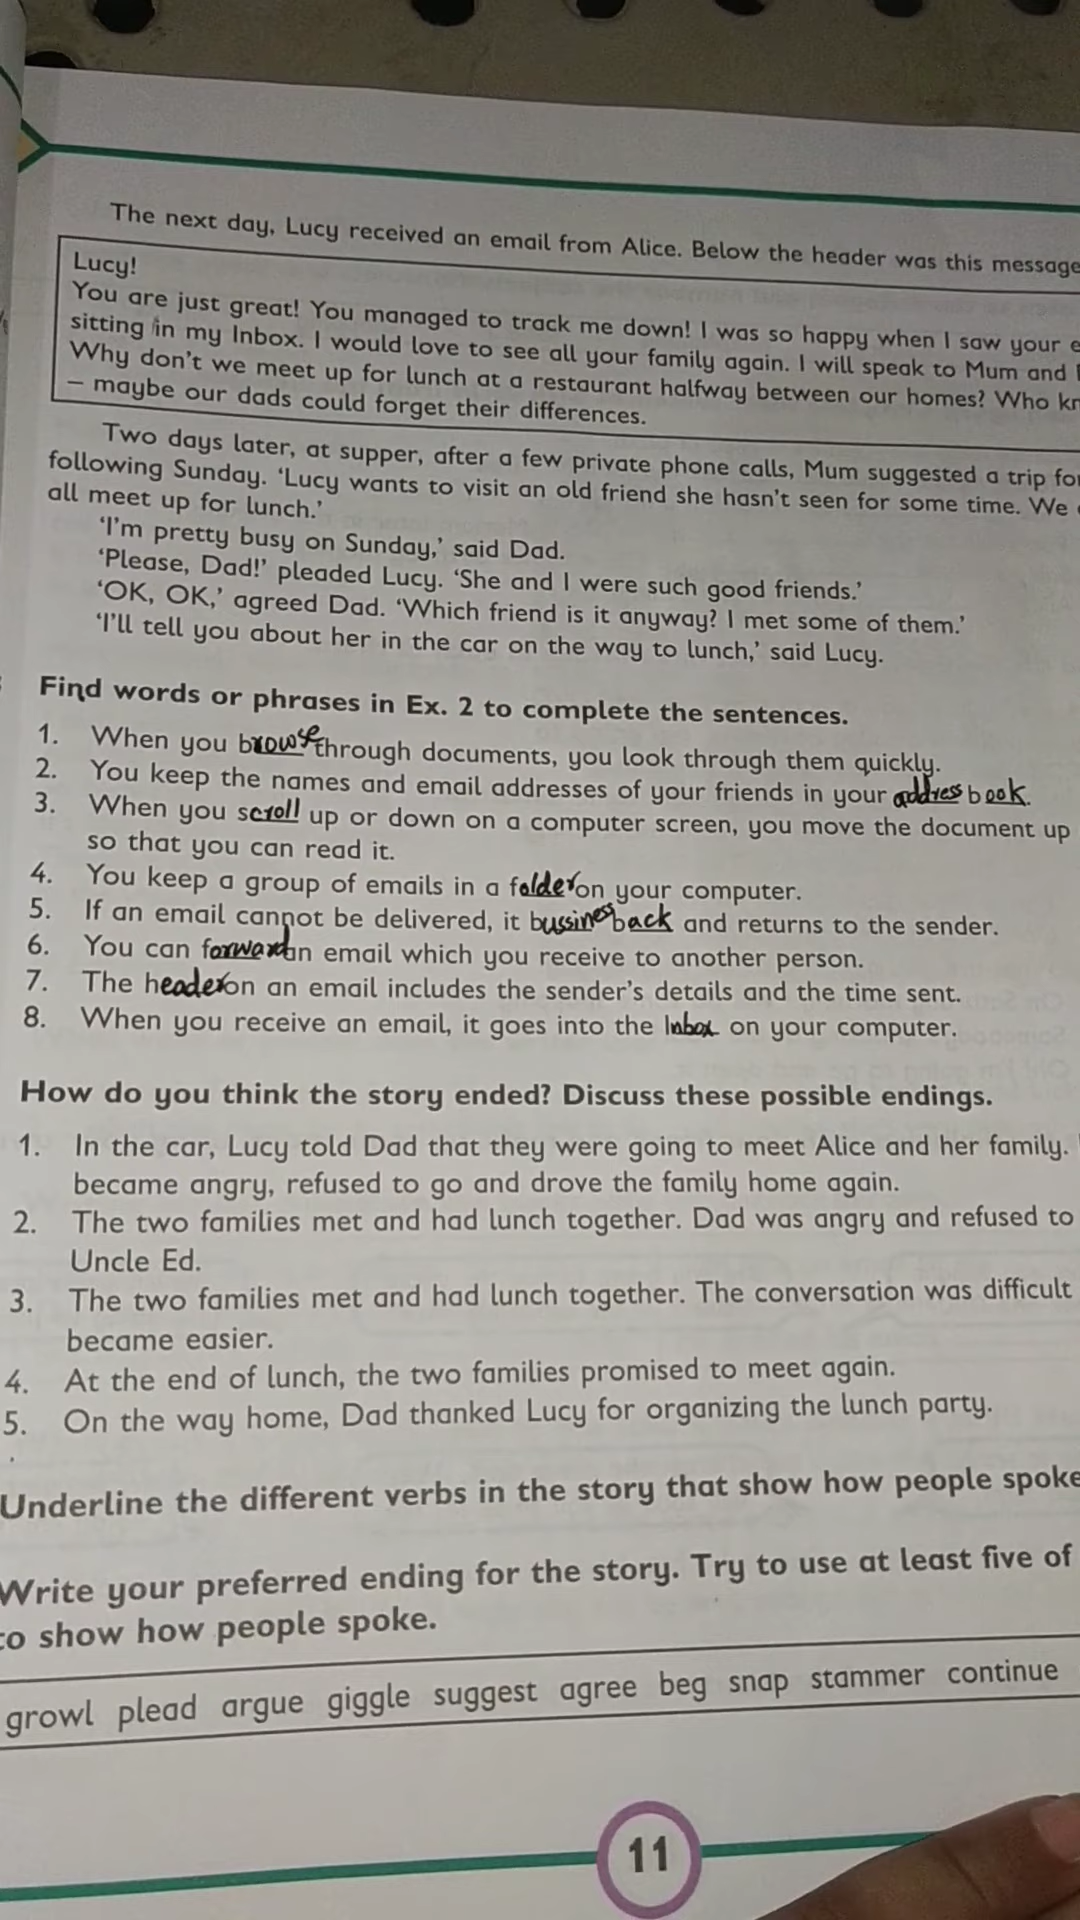 The next day, Lucy received an email from Alice. Below the header was this message
Lucy!
You are just great! You managed to track me down! I was so happy when I saw your e
sitting in my Inbox. I would love to see all your family again. I will speak to Mum and
Why don't we meet up for lunch at a restaurant halfway between our homes? Who kn
– maybe our dads could forget their differences.
Two days later, at supper, after a few private phone calls, Mum suggested a trip for
following Sunday. 'Lucy wants to visit an old friend she hasn't seen for some time. We
all meet up for lunch.'
'I'm pretty busy on Sunday,' said Dad.
'Please, Dad!' pleaded Lucy. 'She and I were such good friends.'
'OK, OK,' agreed Dad. 'Which friend is it anyway? I met some of them.'
'I'll tell you about her in the car on the way to lunch,' said Lucy.
Find words or phrases in Ex. 2 to complete the sentences.
1. When you browse through documents, you look through them quickly.
2. You keep the names and email addresses of your friends in your address book.
3. When you scroll up or down on a computer screen, you move the document up
so that you can read it.
4. You keep a group of emails in a folder on your computer.
5. If an email cannot be delivered, it bussiness back and returns to the sender.
6. You can forward an email which you receive to another person.
7. The header on an email includes the sender's details and the time sent.
8. When you receive an email, it goes into the Inbox on your computer.
How do you think the story ended? Discuss these possible endings.
1. In the car, Lucy told Dad that they were going to meet Alice and her family.
became angry, refused to go and drove the family home again.
2. The two families met and had lunch together. Dad was angry and refused to
Uncle Ed.
3. The two families met and had lunch together. The conversation was difficult
became easier.
4. At the end of lunch, the two families promised to meet again.
5. On the way home, Dad thanked Lucy for organizing the lunch party.
Underline the different verbs in the story that show how people spoke
Write your preferred ending for the story. Try to use at least five of
to show how people spoke.
growl plead argue giggle suggest agree beg snap stammer continue
11